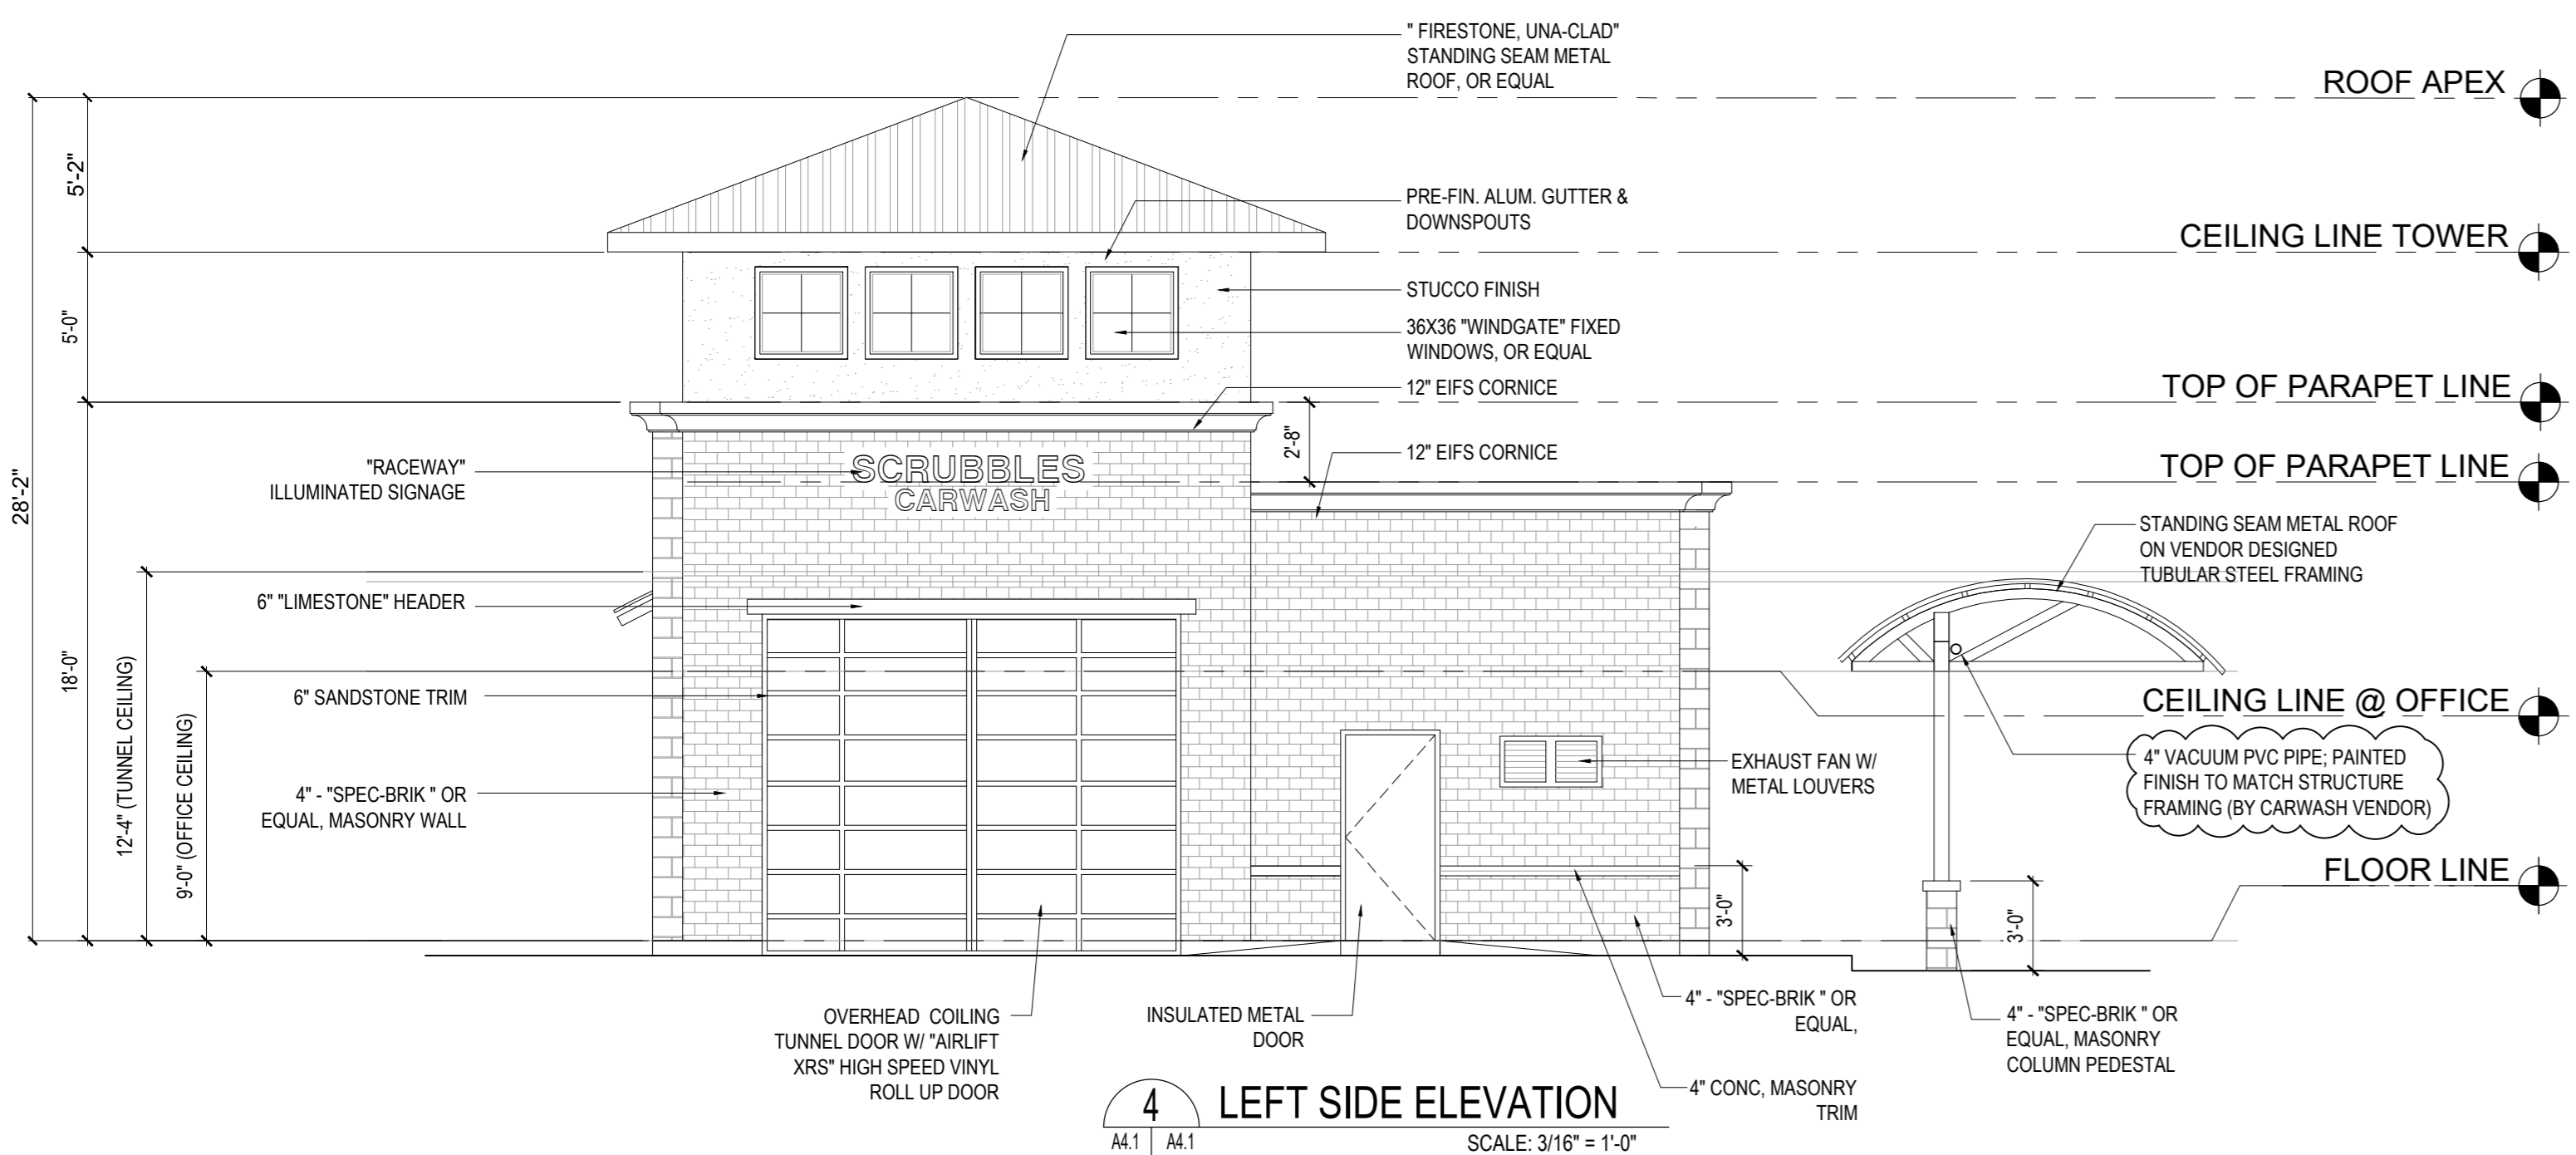 " FIRESTONE, UNA-CLAD"
STANDING SEAM METAL
ROOF, OR EQUAL
ROOF APEX
5'-2"
PRE-FIN. ALUM. GUTTER &
DOWNSPOUTS
CEILING LINE TOWER
5'-0"
STUCCO FINISH
36X36 "WINDGATE" FIXED
WINDOWS, OR EQUAL
12" EIFS CORNICE
TOP OF PARAPET LINE
2'-8"
12" EIFS CORNICE
TOP OF PARAPET LINE
28'-2"
"RACEWAY"
ILLUMINATED SIGNAGE
SCRUBBLES
CARWASH
STANDING SEAM METAL ROOF
ON VENDOR DESIGNED
TUBULAR STEEL FRAMING
6" "LIMESTONE" HEADER
18'-0"
12'-4" (TUNNEL CEILING)
9'-0" (OFFICE CEILING)
6" SANDSTONE TRIM
CEILING LINE @ OFFICE
4" - "SPEC-BRIK " OR
EQUAL, MASONRY WALL
EXHAUST FAN W/
METAL LOUVERS
4" VACUUM PVC PIPE; PAINTED
FINISH TO MATCH STRUCTURE
FRAMING (BY CARWASH VENDOR)
FLOOR LINE
3'-0"
3'-0"
OVERHEAD COILING
TUNNEL DOOR W/ "AIRLIFT
XRS" HIGH SPEED VINYL
ROLL UP DOOR
INSULATED METAL
DOOR
4" - "SPEC-BRIK " OR
EQUAL,
4" - "SPEC-BRIK " OR
EQUAL, MASONRY
COLUMN PEDESTAL
4" CONC, MASONRY
TRIM
4
A4.1
A4.1
LEFT SIDE ELEVATION
SCALE: 3/16" = 1'-0"